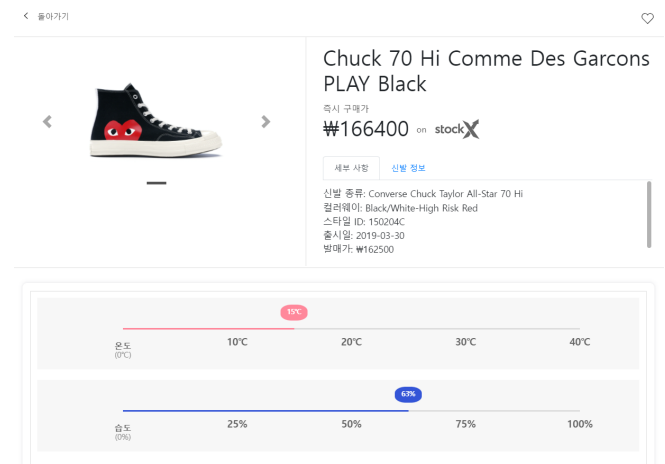 돌아가기
Chuck 70 Hi Comme Des Garcons
PLAY Black
즉시 구매가
₩166400 on stockX
세부 사항 신발 정보
신발 종류: Converse Chuck Taylor All-Star 70 Hi
컬러웨이: Black/White-High Risk Red
스타일 ID: 150204C
출시일: 2019-03-30
발매가: ₩162500
15℃
온도 10℃ 20℃ 30℃ 40℃
(0℃)
63%
습도 25% 50% 75% 100%
(0%)